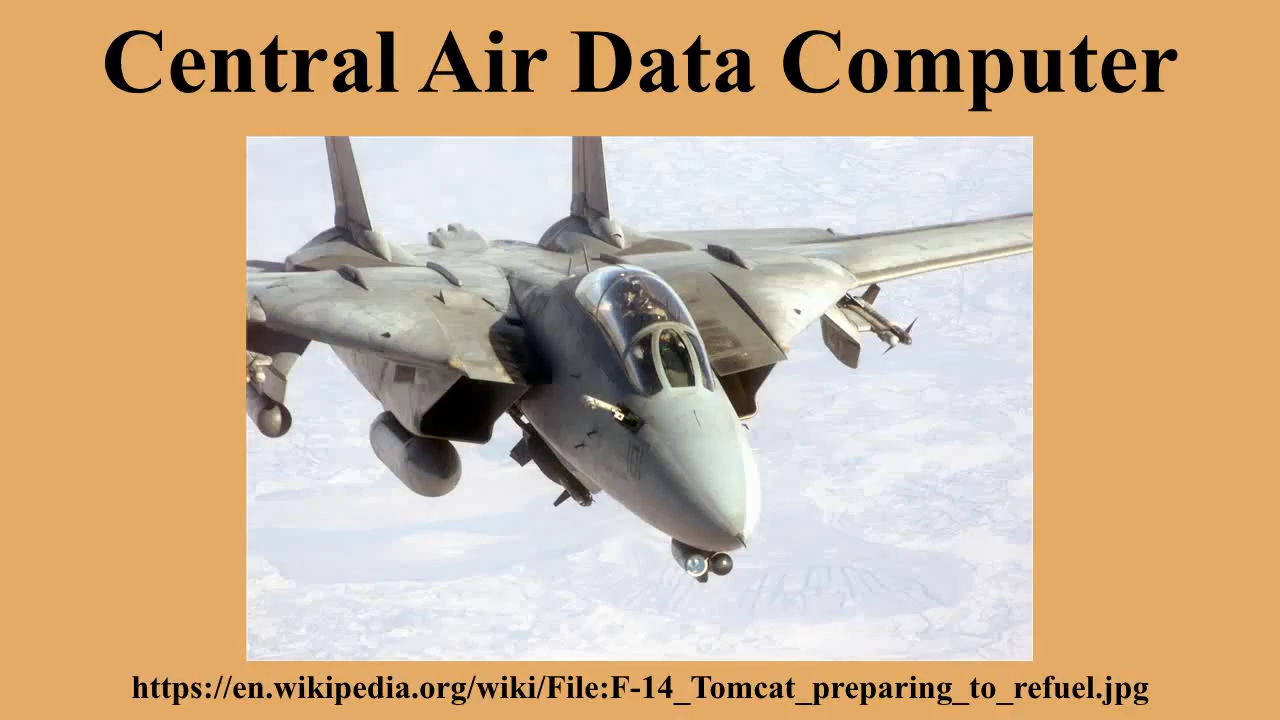 Central Air Data Computer
https://en.wikipedia.org/wiki/File:F-14_Tomcat_preparing_to_refuel.jpg